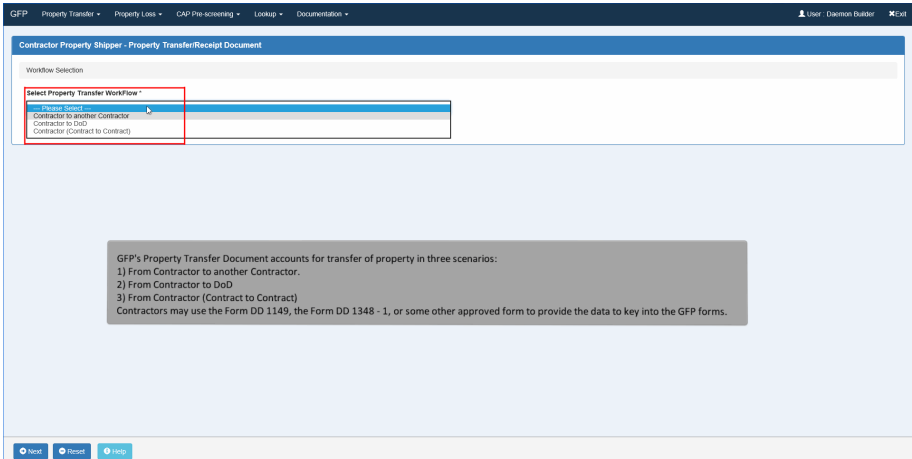 GFP Property Transfer Property Loss CAP Pre-screening Lookup Documentation User : Daemon Builder Exit
Contractor Property Shipper - Property Transfer/Receipt Document
Workflow Selection
Select Property Transfer WorkFlow *
--- Please Select ---
Contractor to another Contractor
Contractor to DoD
Contractor (Contract to Contract)
GFP's Property Transfer Document accounts for transfer of property in three scenarios:
1) From Contractor to another Contractor.
2) From Contractor to DoD
3) From Contractor (Contract to Contract)
Contractors may use the Form DD 1149, the Form DD 1348 - 1, or some other approved form to provide the data to key into the GFP forms.
Next Reset Help